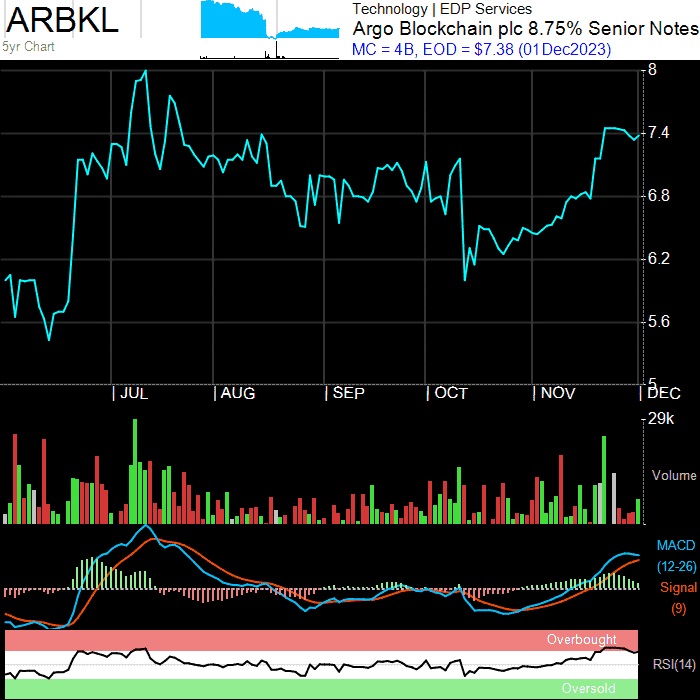 ARBKL
5yr Chart
Technology | EDP Services
Argo Blockchain plc 8.75% Senior Notes
MC = 4B, EOD = $7.38 (01Dec2023)
8
7.4
6.8
6.2
5.6
5
| JUL | AUG | SEP | OCT | NOV | DEC
29k
Volume
MACD
(12-26)
Signal
(9)
Overbought
RSI(14)
Oversold